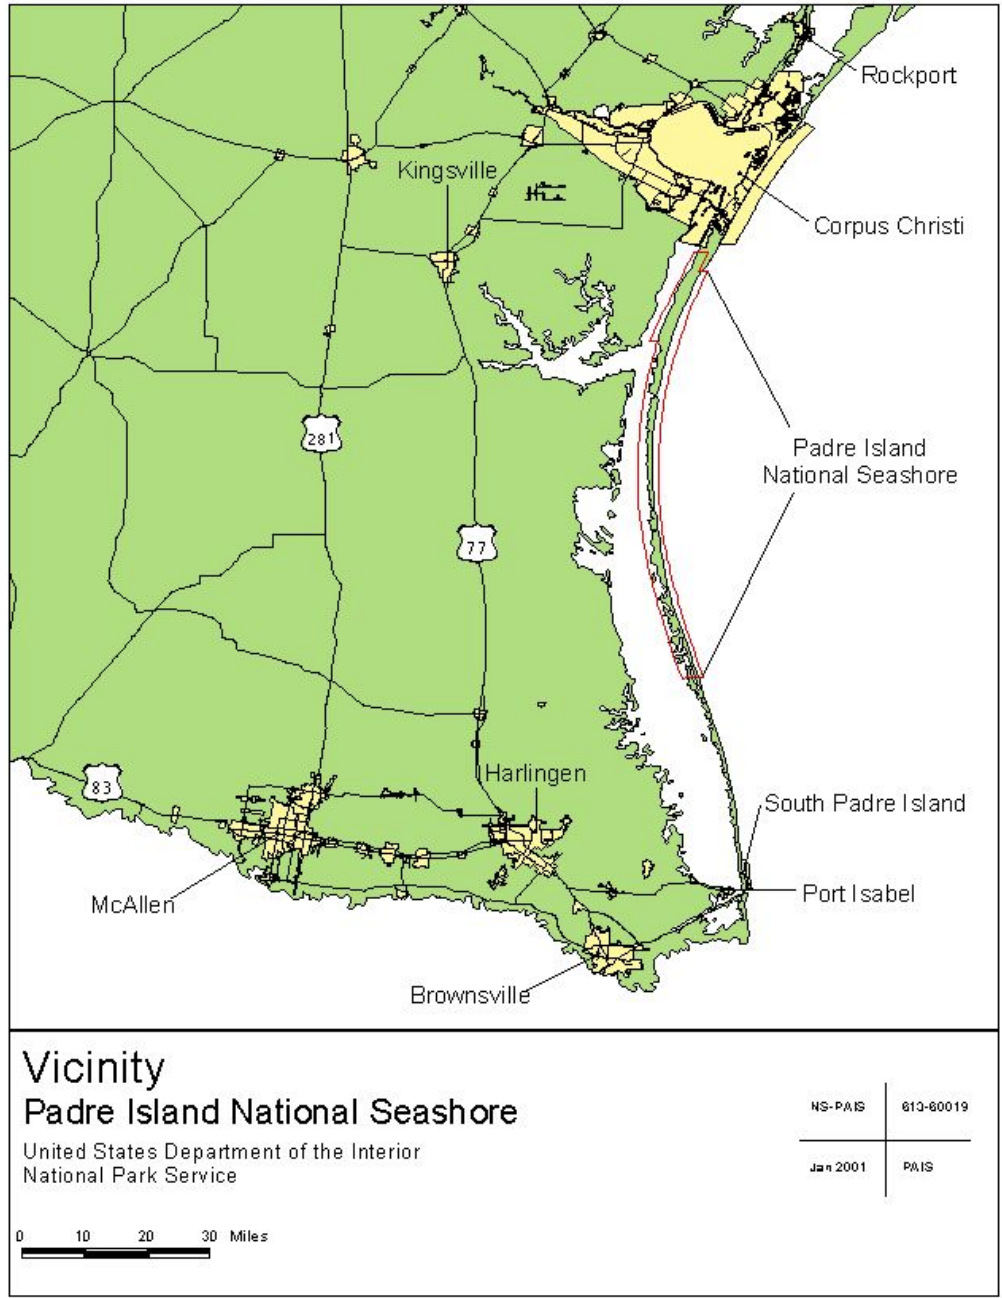 Rockport
Kingsville
Corpus Christi
281
Padre Island
National Seashore
77
83
Harlingen
South Padre Island
McAllen
Port Isabel
Brownsville
Vicinity
Padre Island National Seashore
United States Department of the Interior
National Park Service
NS-PAIS 613-60019
Jan 2001 PAIS
0 10 20 30 Miles